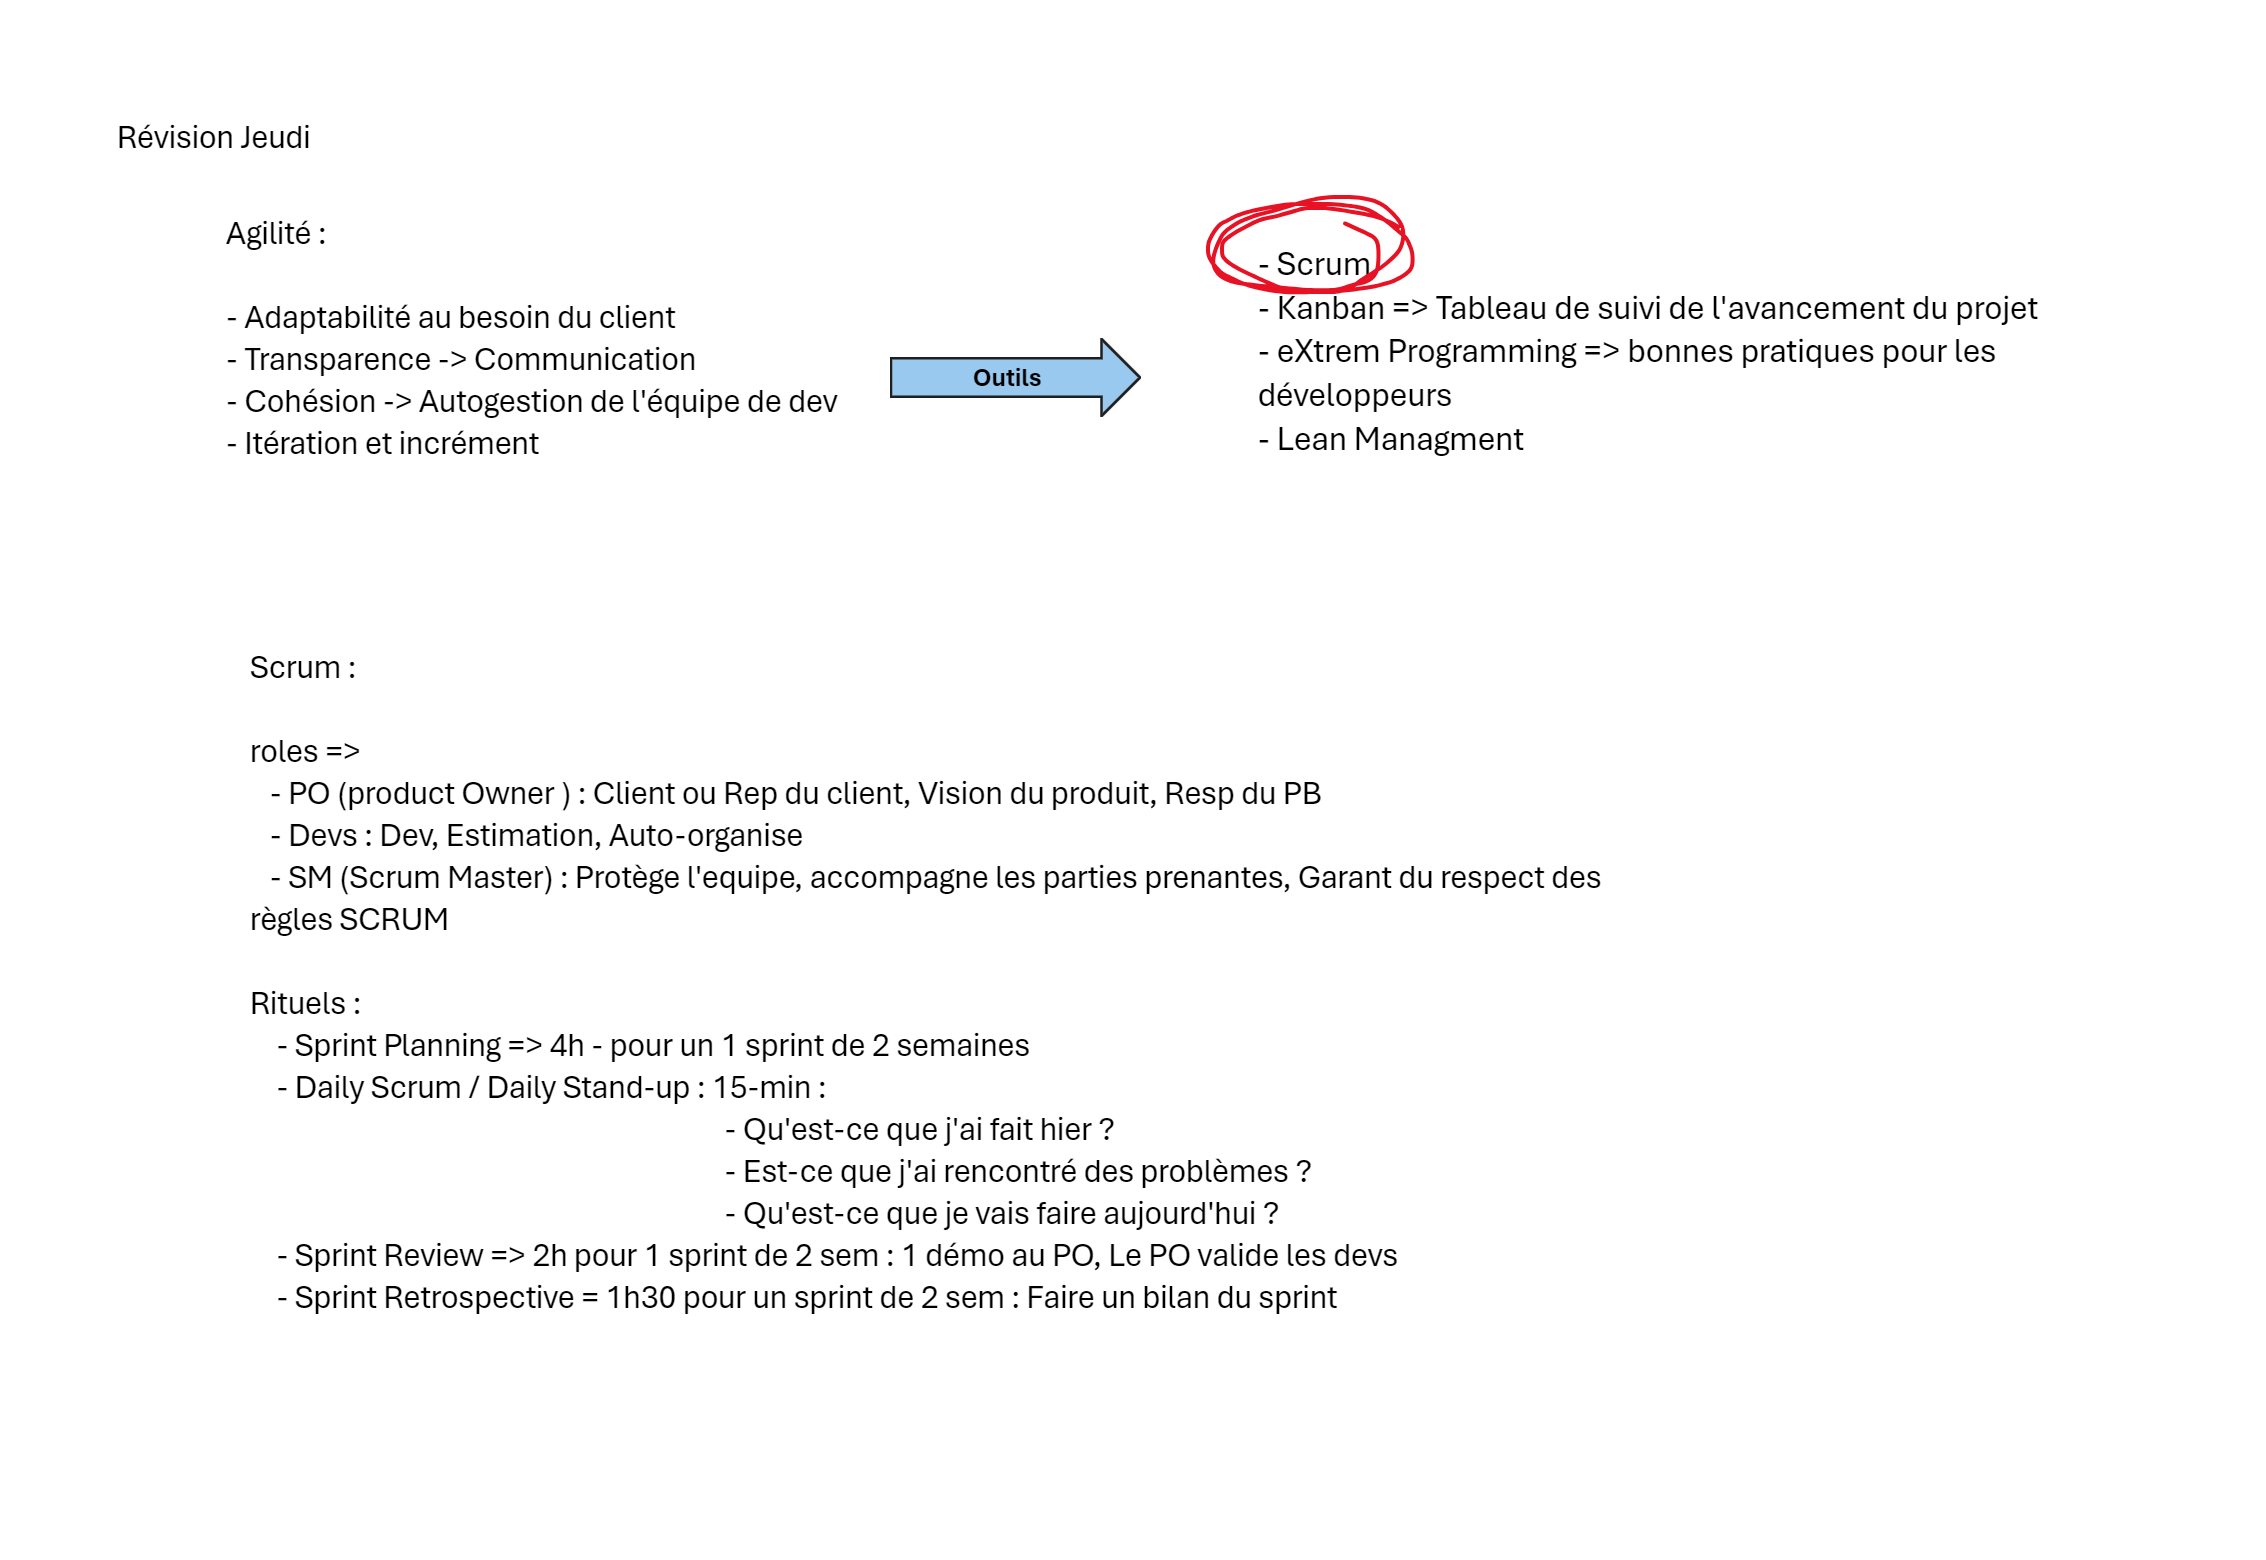 Révision Jeudi
Agilité :
- Adaptabilité au besoin du client
- Transparence -> Communication
- Cohésion -> Autogestion de l'équipe de dev
- Itération et incrément
Outils
- Scrum
- Kanban => Tableau de suivi de l'avancement du projet
- eXtrem Programming => bonnes pratiques pour les
développeurs
- Lean Managment
Scrum :
roles =>
- PO (product Owner ) : Client ou Rep du client, Vision du produit, Resp du PB
- Devs : Dev, Estimation, Auto-organise
- SM (Scrum Master) : Protège l'equipe, accompagne les parties prenantes, Garant du respect des
règles SCRUM
Rituels :
- Sprint Planning => 4h - pour un 1 sprint de 2 semaines
- Daily Scrum / Daily Stand-up : 15-min :
- Qu'est-ce que j'ai fait hier ?
- Est-ce que j'ai rencontré des problèmes ?
- Qu'est-ce que je vais faire aujourd'hui ?
- Sprint Review => 2h pour 1 sprint de 2 sem : 1 démo au PO, Le PO valide les devs
- Sprint Retrospective = 1h30 pour un sprint de 2 sem : Faire un bilan du sprint